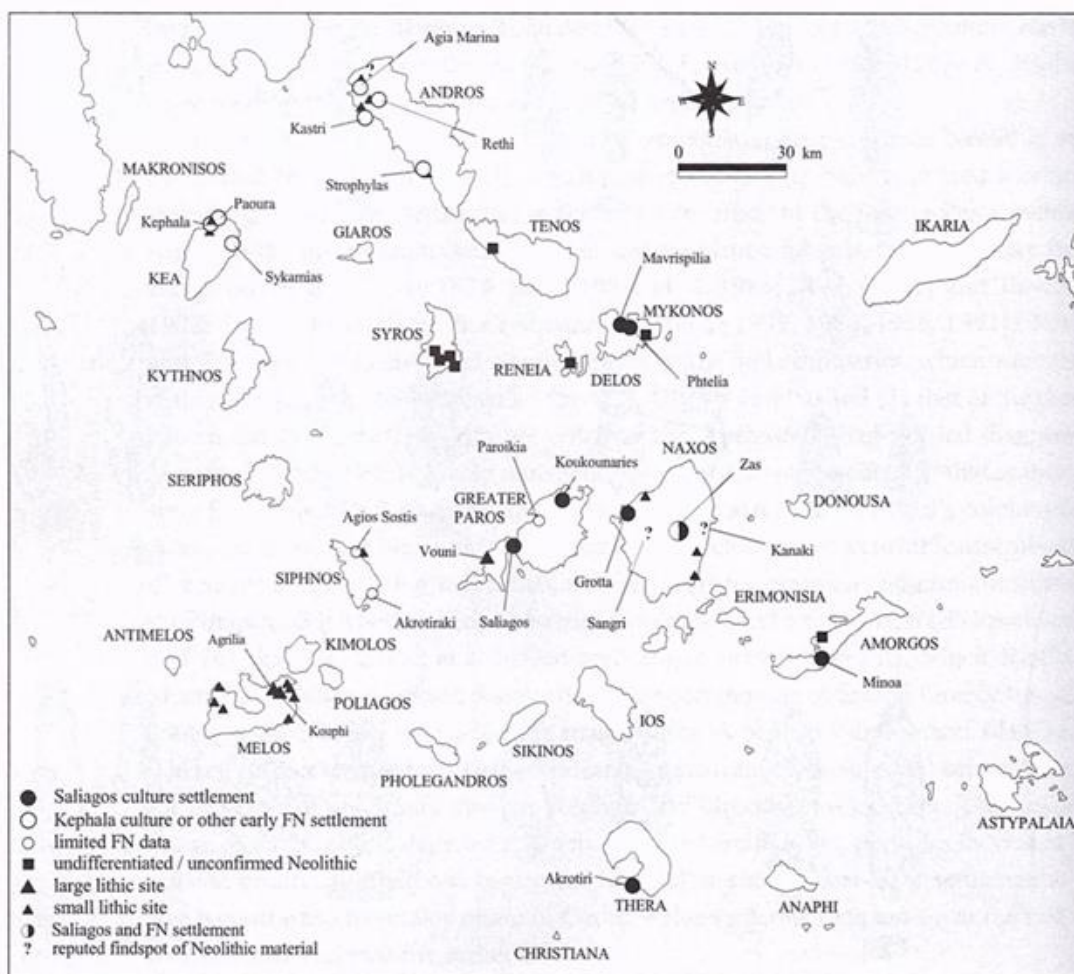 Agia Marina
?
ANDROS
Kastri
Rethi
0 30 km
MAKRONISOS
Strophylas
Paoura
Kephala
GIAROS
TENOS
IKARIA
Sykamias
KEA
Mavrispilia
MYKONOS
SYROS
RENEIA
DELOS
Phtelia
KYTHNOS
Paroikia
Koukounaries
NAXOS
Zas
SERIPHOS
GREATER
PAROS
DONOUSA
Agios Sostis
? ?
Kanaki
Vouni
SIPHNOS
Grotta
ERIMONISIA
Akrotiraki
Saliagos
Sangri
ANTIMELOS
Agrilia
KIMOLOS
AMORGOS
Minoa
POLIAGOS
Kouphi
IOS
MELOS
SIKINOS
PHOLEGANDROS
ASTYPALAIA
Saliagos culture settlement
Kephala culture or other early FN settlement
limited FN data
undifferentiated / unconfirmed Neolithic
large lithic site
small lithic site
Saliagos and FN settlement
? reputed findspot of Neolithic material
Akrotiri
THERA
ANAPHI
CHRISTIANA